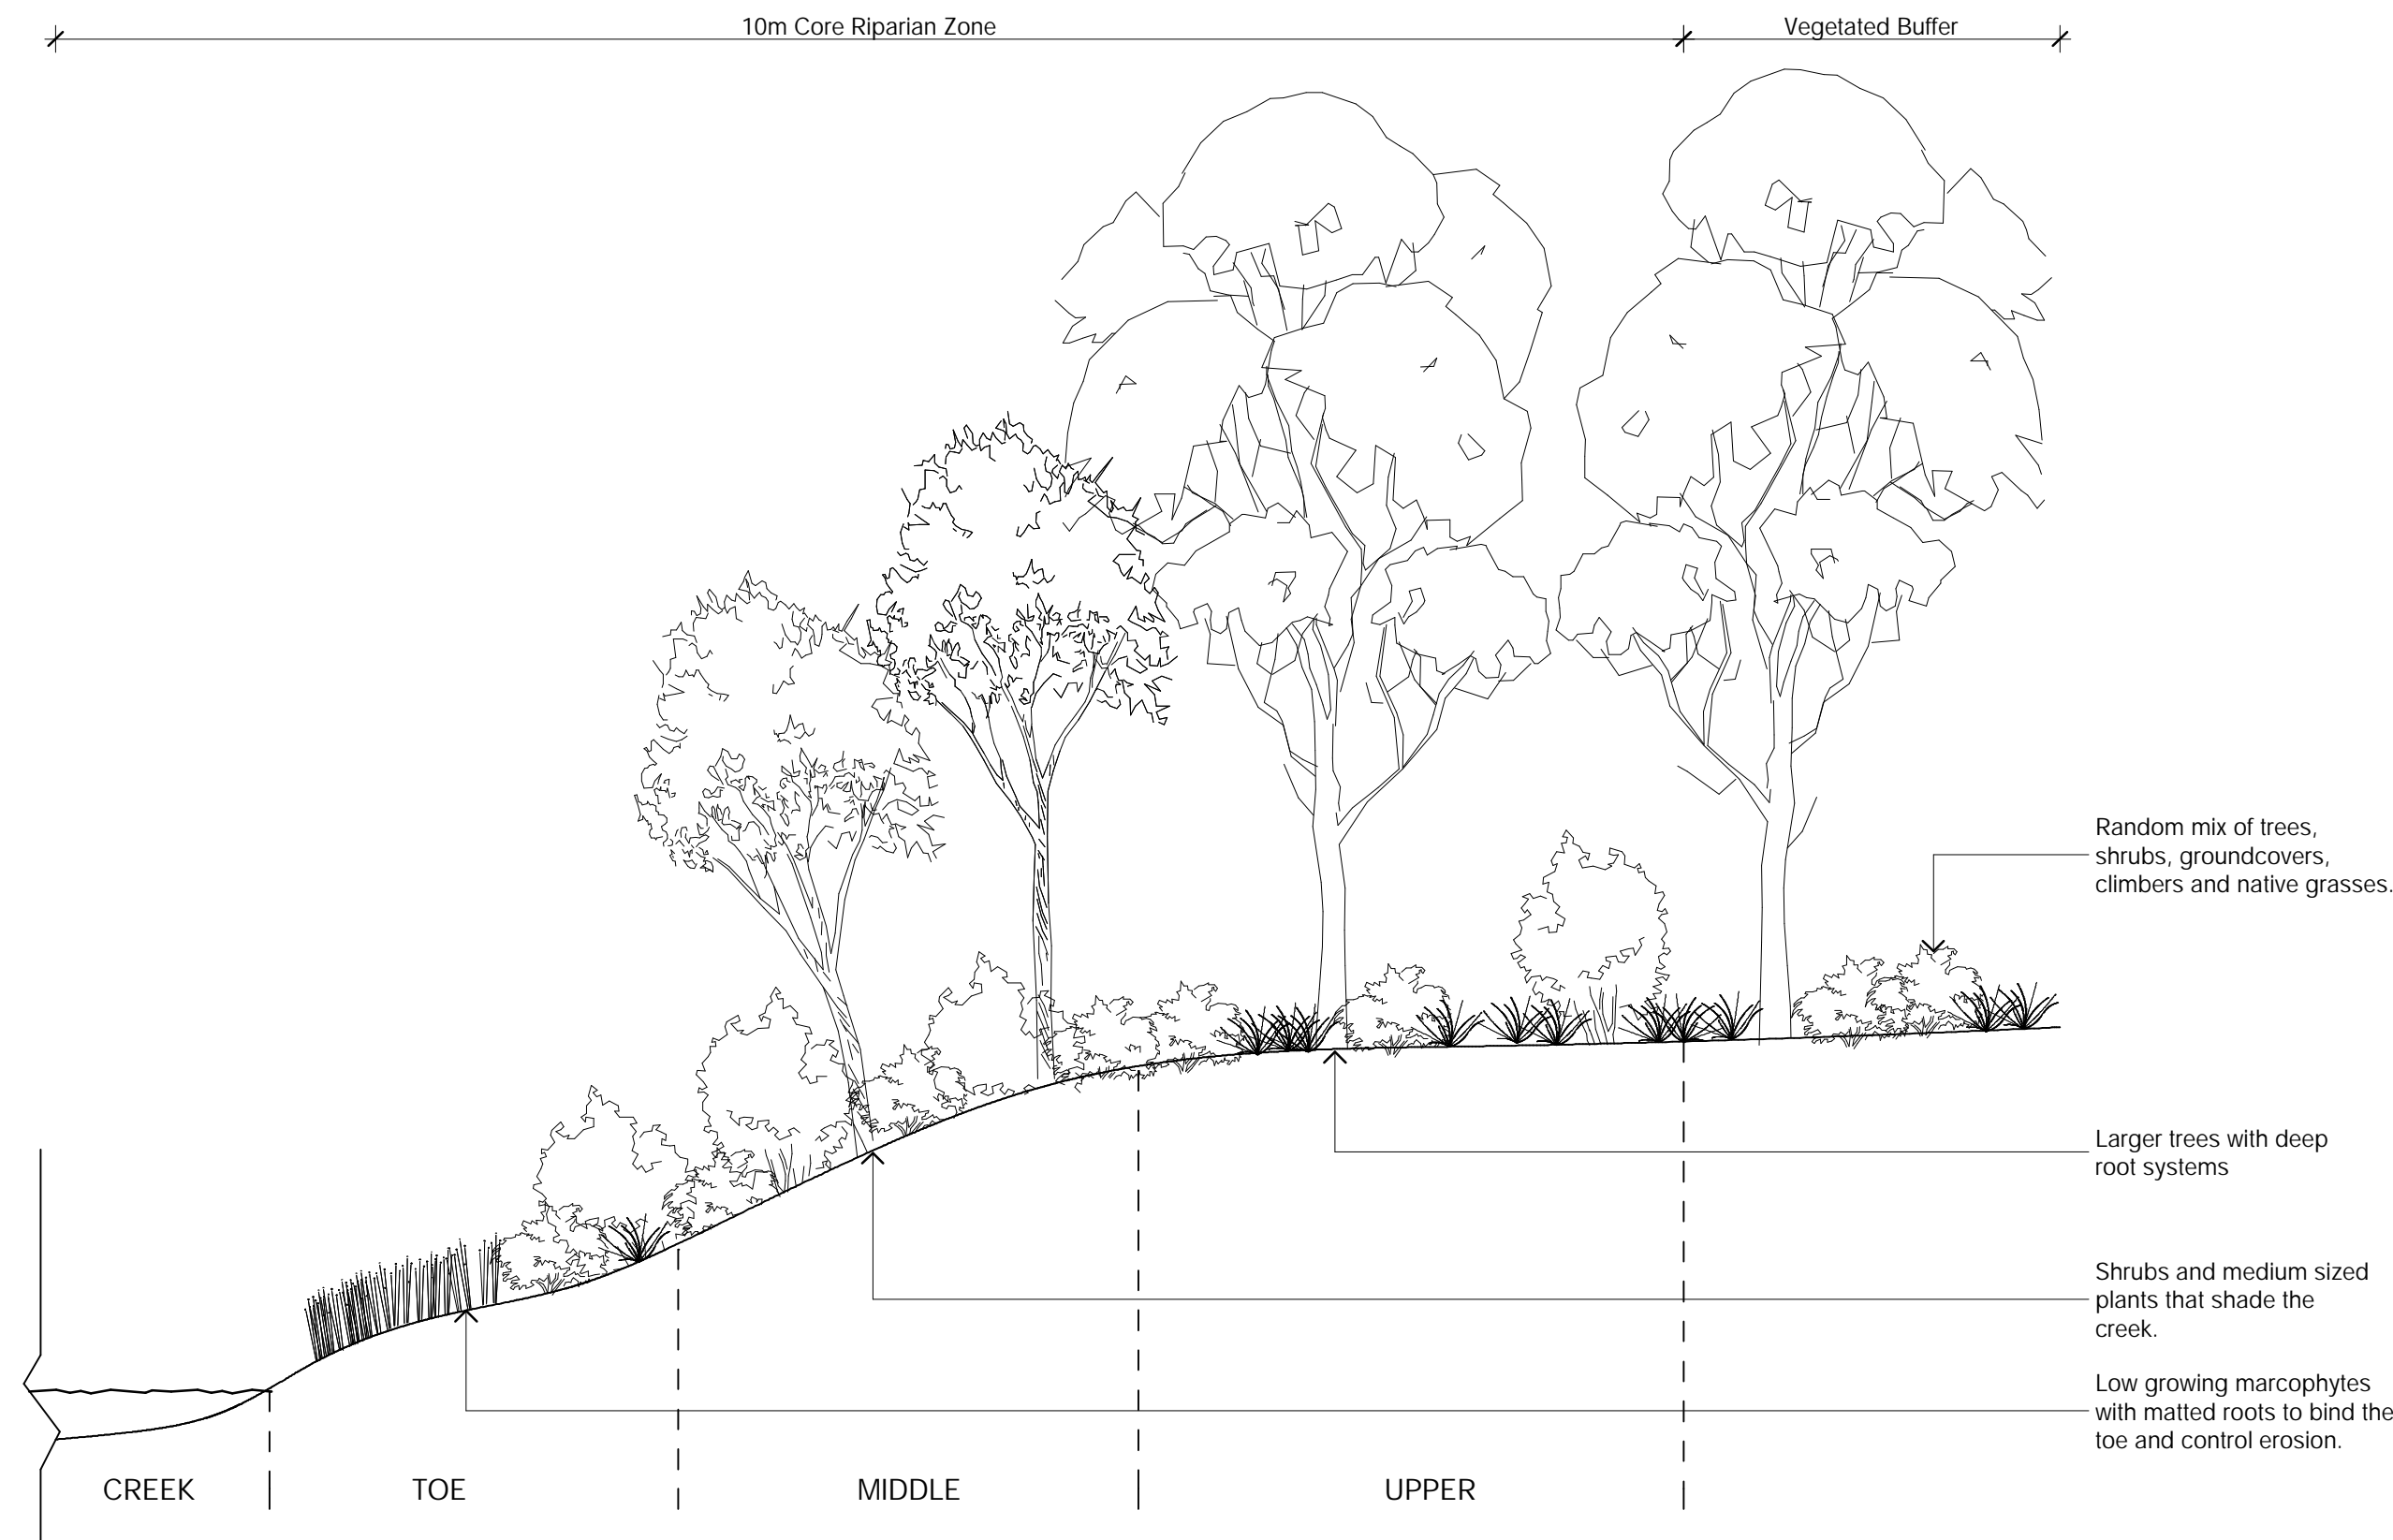 10m Core Riparian Zone
Vegetated Buffer
Random mix of trees,
shrubs, groundcovers,
climbers and native grasses.
Larger trees with deep
root systems
Shrubs and medium sized
plants that shade the
creek.
Low growing marcophytes
with matted roots to bind the
toe and control erosion.
CREEK
TOE
MIDDLE
UPPER